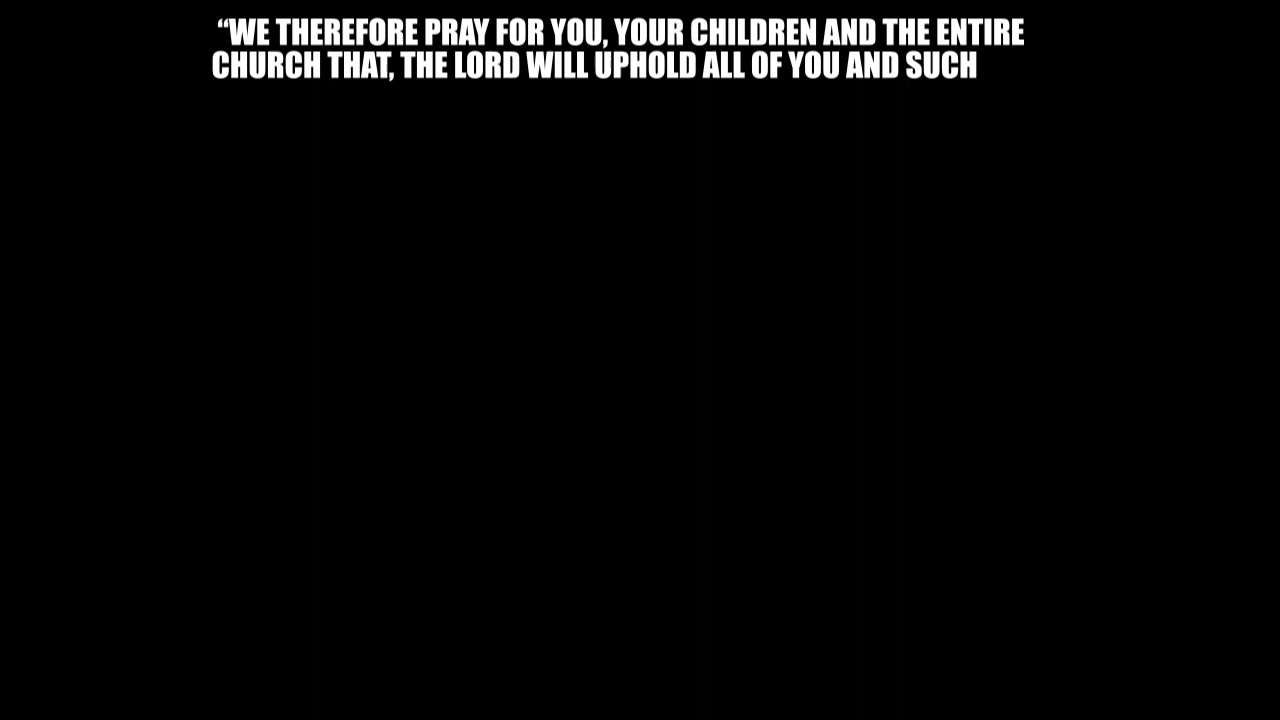 “WE THEREFORE PRAY FOR YOU, YOUR CHILDREN AND THE ENTIRE
CHURCH THAT, THE LORD WILL UPHOLD ALL OF YOU AND SUCH